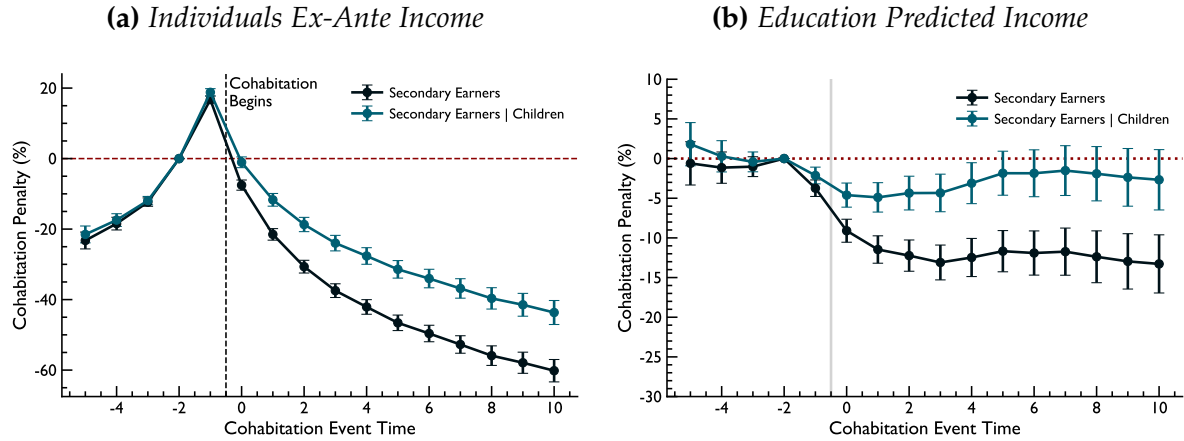 (a) Individuals Ex-Ante Income
Cohabitation Penalty (%)
20
0
-20
-40
-60
Cohabitation
Begins
Secondary Earners
Secondary Earners | Children
-4
-2
0
2
4
6
8
10
Cohabitation Event Time
(b) Education Predicted Income
Cohabitation Penalty (%)
10
5
0
-5
-10
-15
-20
-25
-30
Secondary Earners
Secondary Earners | Children
-4
-2
0
2
4
6
8
10
Cohabitation Event Time